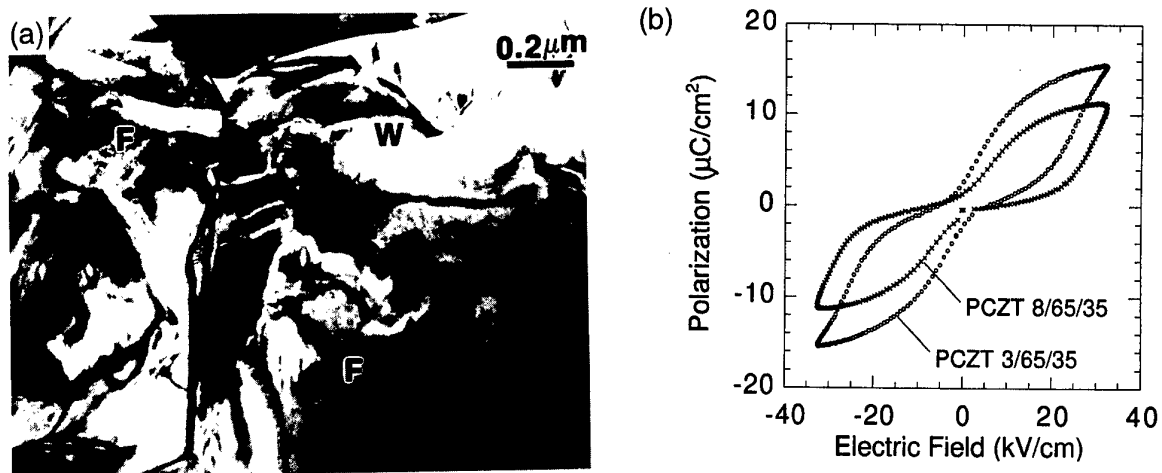 (a)
0.2μm
F
W
F
(b)
Polarization (μC/cm²)
20
10
0
-10
-20
PCZT 8/65/35
PCZT 3/65/35
-40
-20
0
20
40
Electric Field (kV/cm)